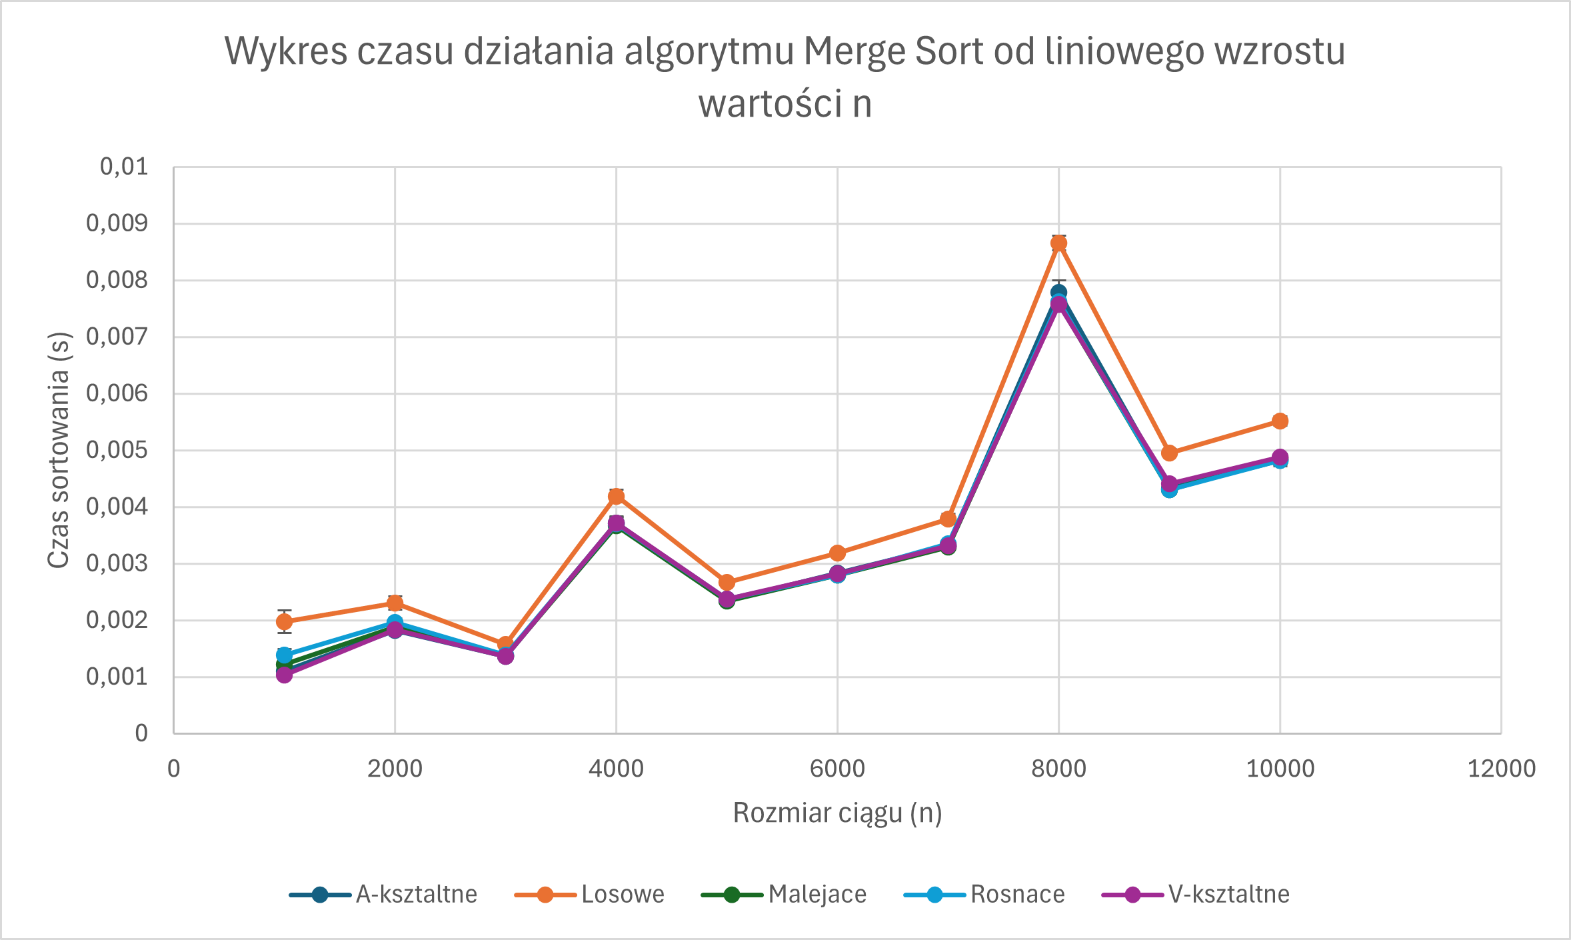 Wykres czasu działania algorytmu Merge Sort od liniowego wzrostu
wartości n
0,01
0,009
0,008
0,007
0,006
0,005
0,004
0,003
0,002
0,001
0
Czas sortowania (s)
0 2000 4000 6000 8000 10000 12000
Rozmiar ciągu (n)
A-ksztaltne Losowe Malejace Rosnace V-ksztaltne